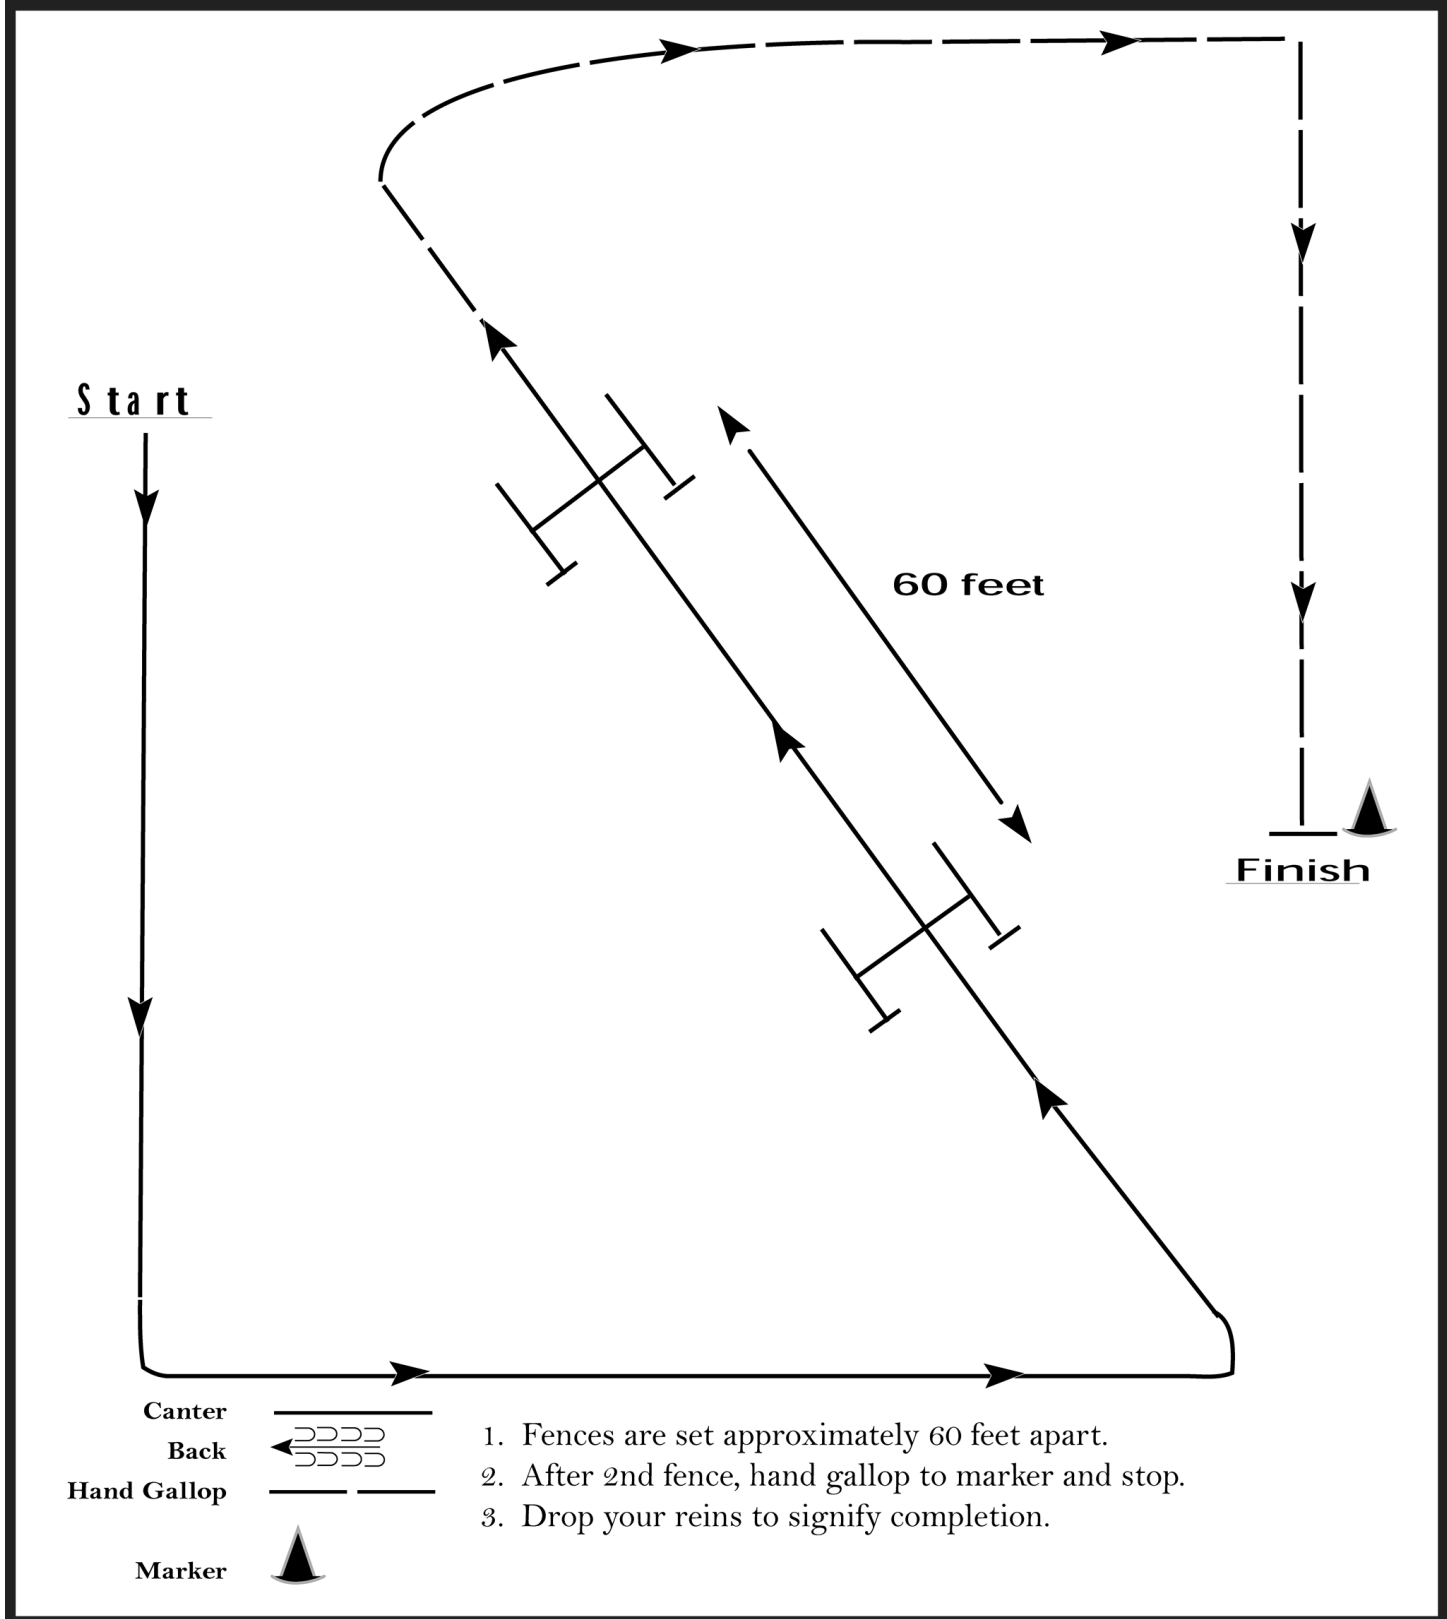 Start
60 feet
Finish
Canter
Back
Hand Gallop
Marker
1. Fences are set approximately 60 feet apart.
2. After 2nd fence, hand gallop to marker and stop.
3. Drop your reins to signify completion.